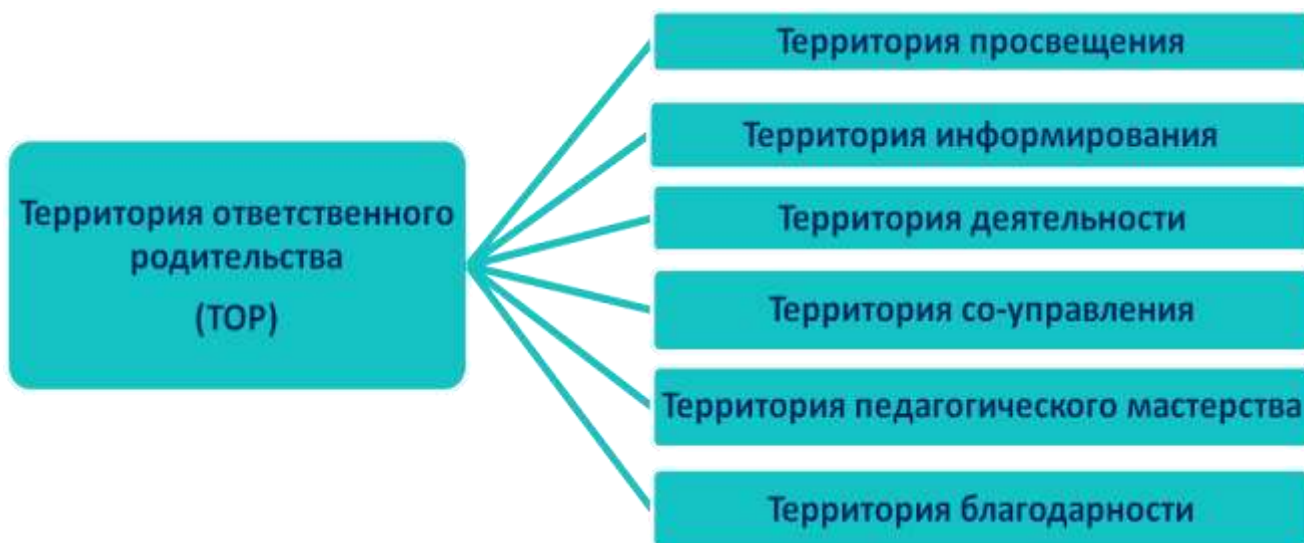 Территория ответственного
родительства
(ТОР)
Территория просвещения
Территория информирования
Территория деятельности
Территория со-управления
Территория педагогического мастерства
Территория благодарности